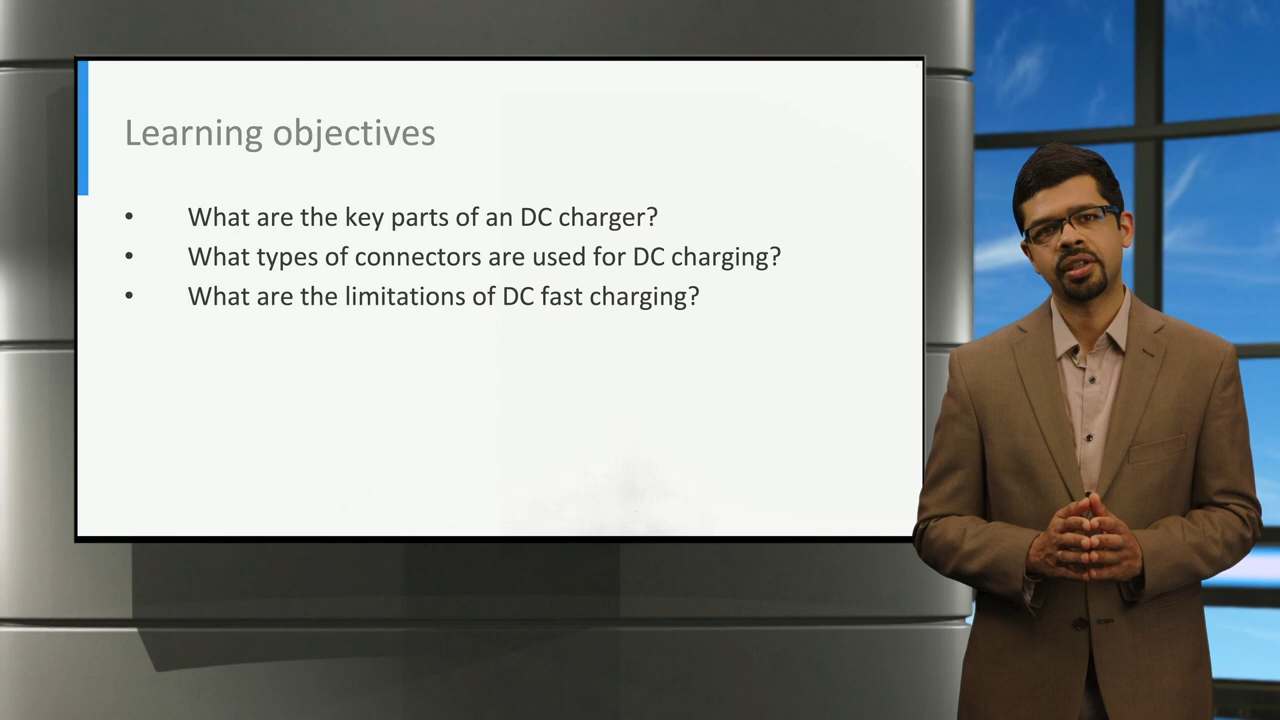 Learning objectives
• What are the key parts of an DC charger?
• What types of connectors are used for DC charging?
• What are the limitations of DC fast charging?